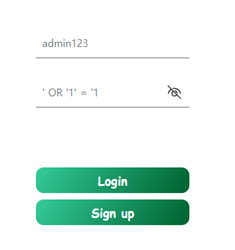 admin123
' OR '1' = '1
Login
Sign up